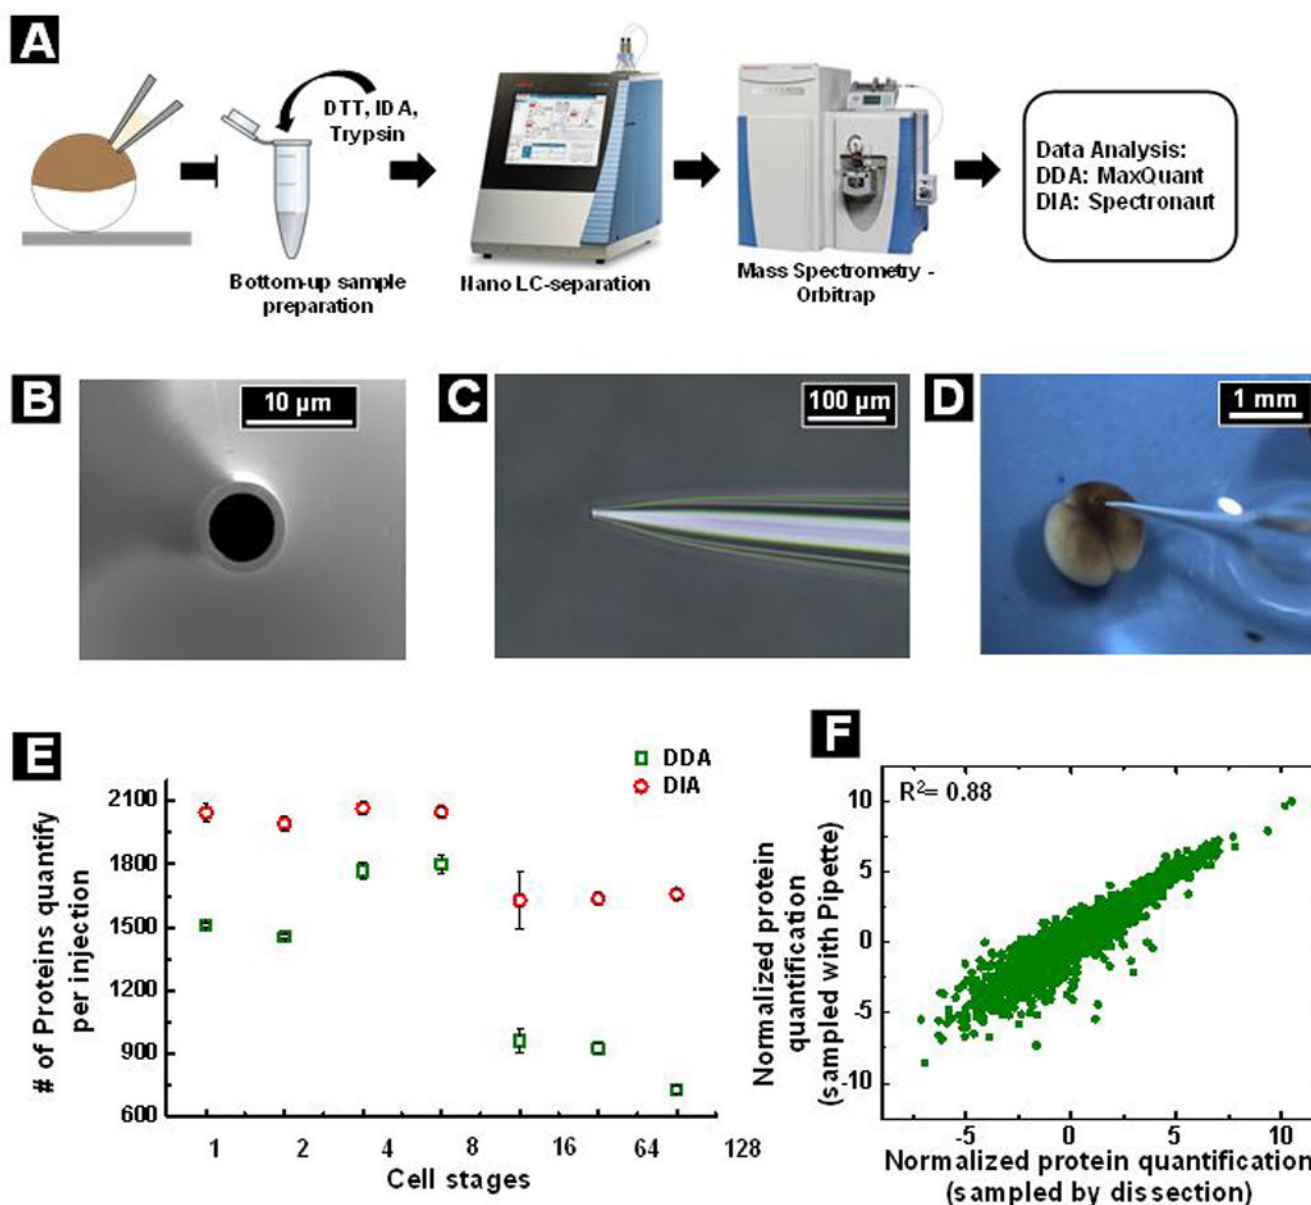 A
DTT, IDA,
Trypsin
Bottom-up sample
preparation
Nano LC-separation
Mass Spectrometry -
Orbitrap
Data Analysis:
DDA: MaxQuant
DIA: Spectronaut
B
10 µm
C
100 µm
D
1 mm
E
DDA
DIA
# of Proteins quantify
per injection
2100
1800
1500
1200
900
600
1 2 4 8 16 64 128
Cell stages
F
R²= 0.88
Normalized protein
quantification
(sampled with Pipette)
10
5
0
-5
-10
-5 0 5 10
Normalized protein quantification
(sampled by dissection)